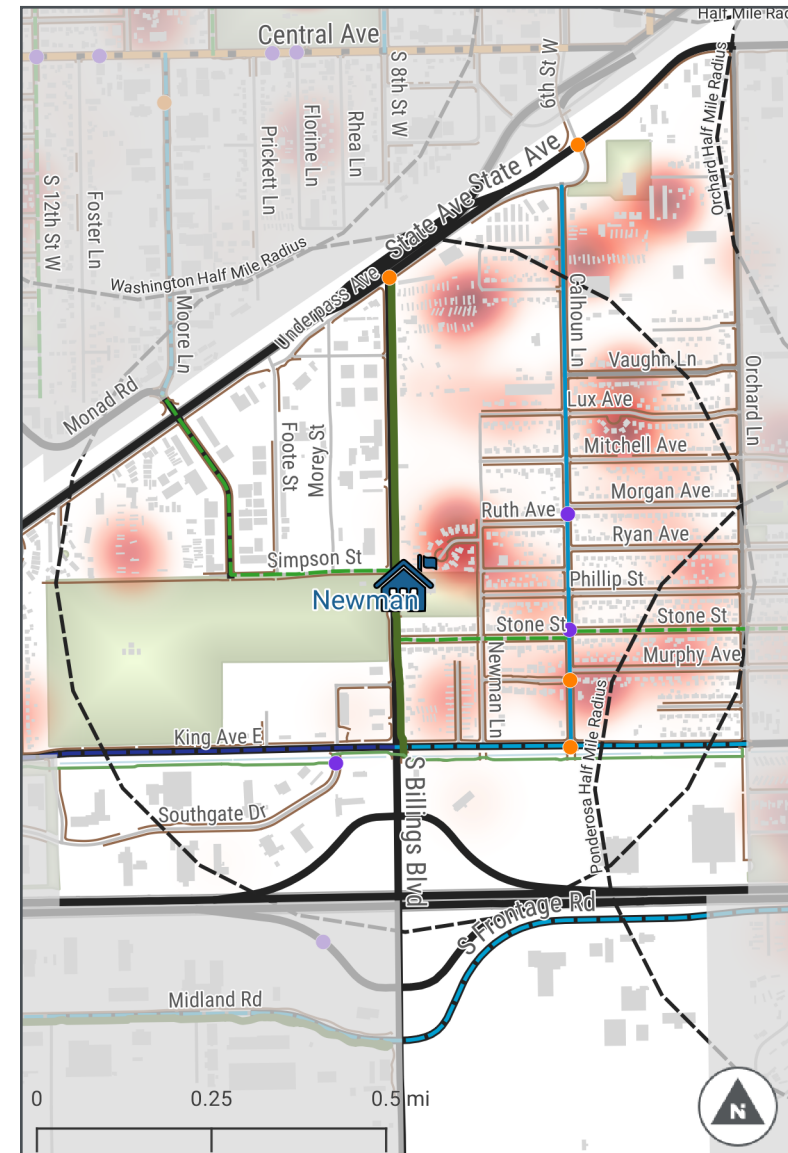 Half Mile Rad
Central Ave
S 8th St W
6th St W
Orchard Half Mile Radius
Rhea Ln
Florine Ln
Prickett Ln
S 12th St W
Foster Ln
State Ave
State Ave
Washington Half Mile Radius
Underpass Ave
Moore Ln
Calhoun Ln
Vaughn Ln
Orchard Ln
Monad Rd
Lux Ave
Foote St
Morey St
Mitchell Ave
Morgan Ave
Ruth Ave
Ryan Ave
Simpson St
Phillip St
Newman
Stone St
Stone St
Newman Ln
Murphy Ave
King Ave E
Ponderosa Half Mile Radius
Southgate Dr
S Billings Blvd
S Frontage Rd
Midland Rd
0 0.25 0.5 mi
N